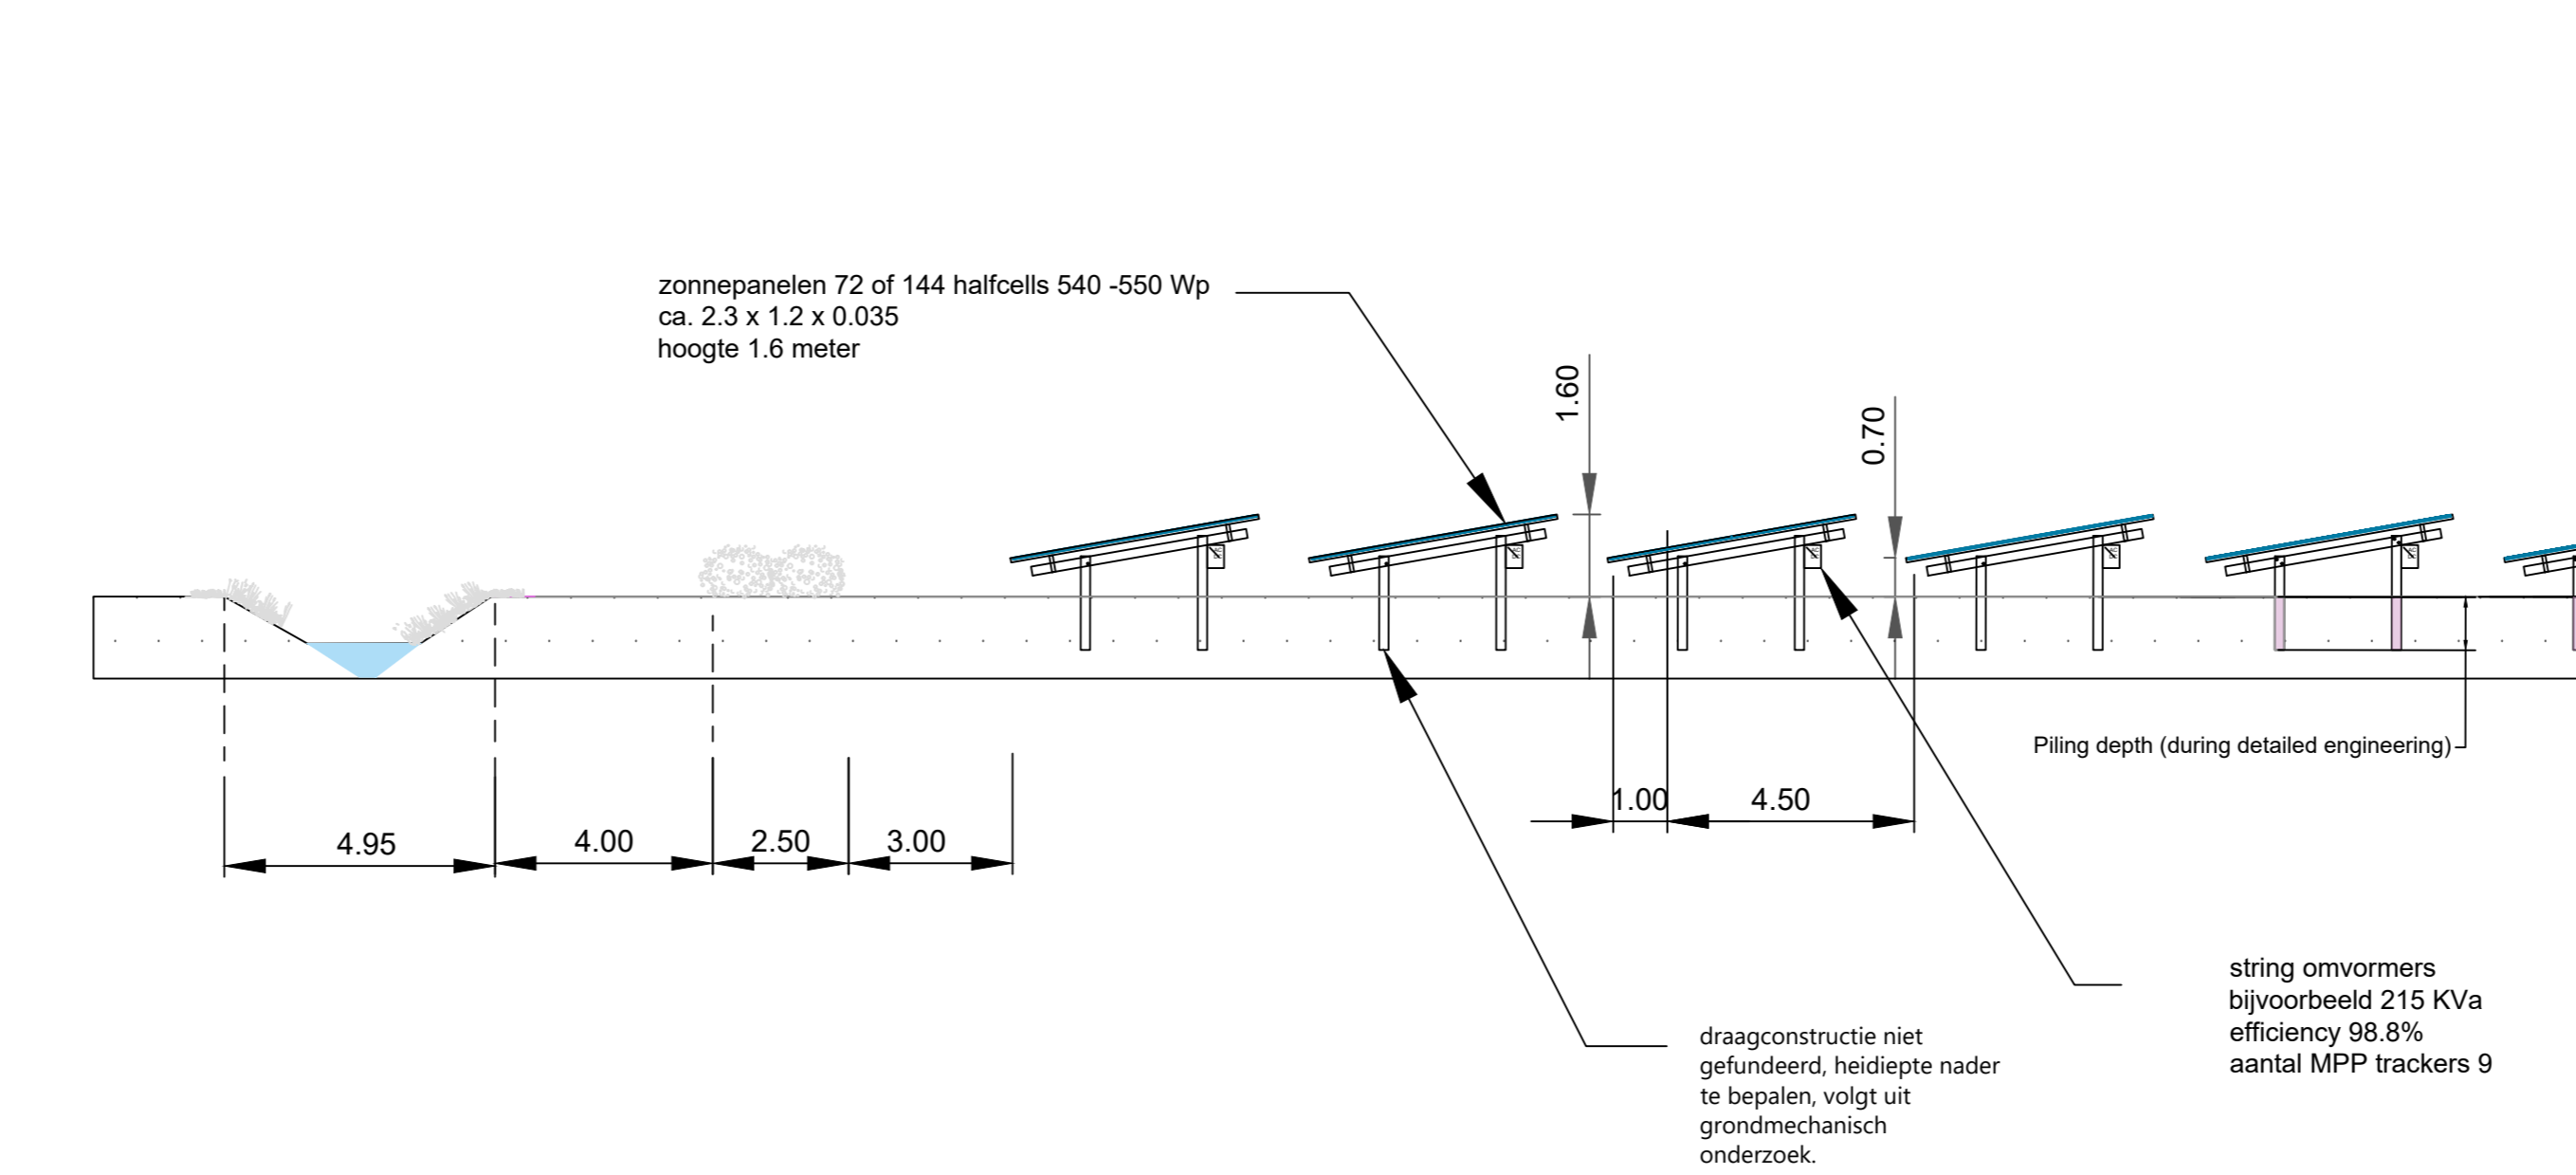 zonnepanelen 72 of 144 halfcells 540 -550 Wp
ca. 2.3 x 1.2 x 0.035
hoogte 1.6 meter
1.60
0.70
Piling depth (during detailed engineering)
1.00
4.50
4.95
4.00
2.50
3.00
string omvormers
bijvoorbeeld 215 KVa
efficiency 98.8%
aantal MPP trackers 9
draagconstructie niet
gefundeerd, heidiepte nader
te bepalen, volgt uit
grondmechanisch
onderzoek.